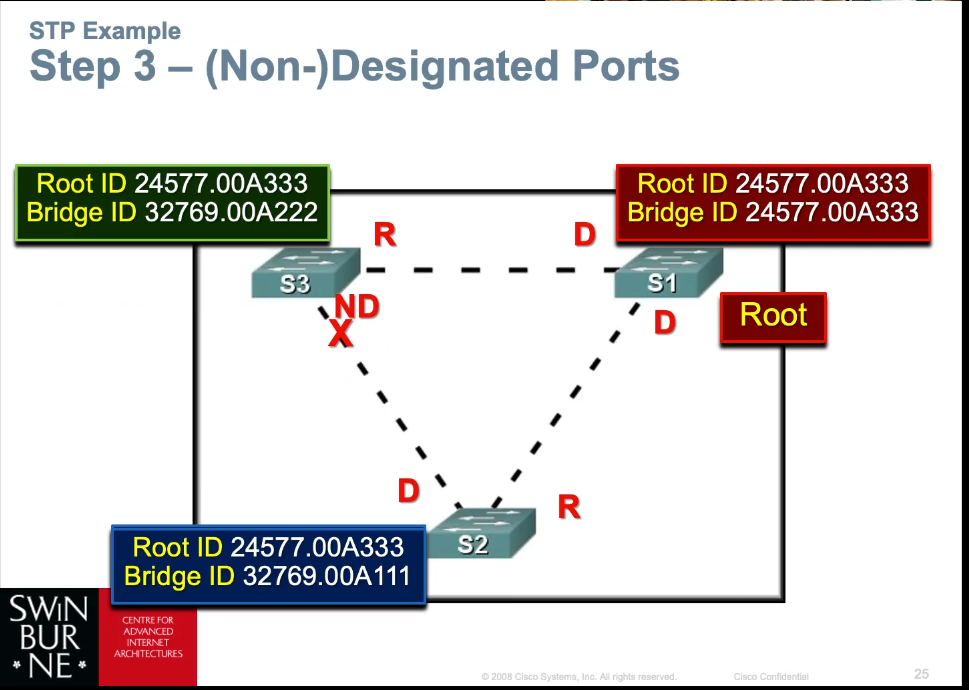 STP Example
Step 3 – (Non-)Designated Ports
Root ID 24577.00A333
Bridge ID 32769.00A222
Root ID 24577.00A333
Bridge ID 24577.00A333
R
D
S3
S1
ND
X
D
Root
D
R
S2
Root ID 24577.00A333
Bridge ID 32769.00A111
SWIN
BUR
* NE *
CENTRE FOR
ADVANCED
INTERNET
ARCHITECTURES
© 2008 Cisco Systems, Inc. All rights reserved.
Cisco Confidential
25